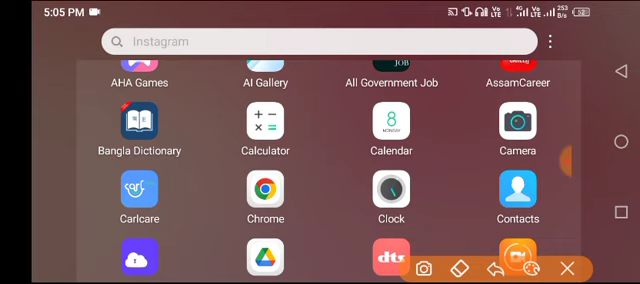 5:05 PM
Vo LTE 4G Vo LTE 253 B/s 52
Instagram
JOB
AHA Games AI Gallery All Government Job AssamCareer
8
MONDAY
Bangla Dictionary Calculator Calendar Camera
Carlcare Chrome Clock Contacts
dts